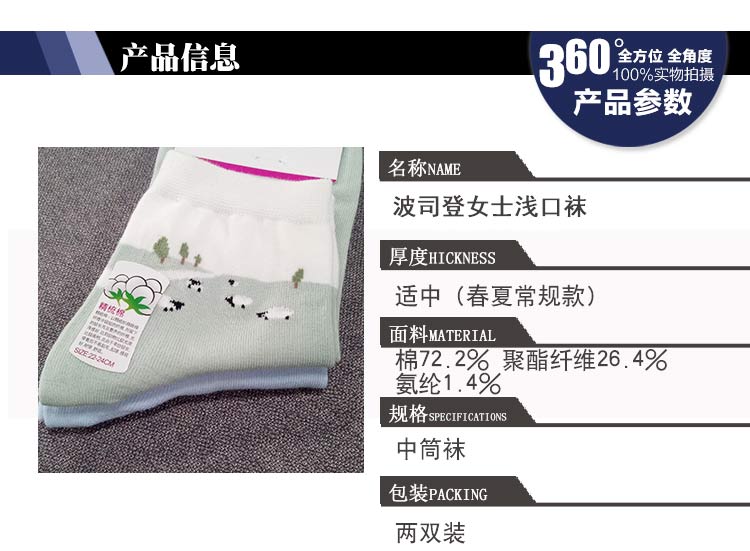 产品信息
360°
全方位 全角度
100%实物拍摄
产品参数
名称NAME
波司登女士浅口袜
厚度HICKNESS
适中（春夏常规款）
面料MATERIAL
棉72.2% 聚酯纤维26.4%
氨纶1.4%
规格SPECIFICATIONS
中筒袜
包装PACKING
两双装
精梳棉
SIZE:22-24CM